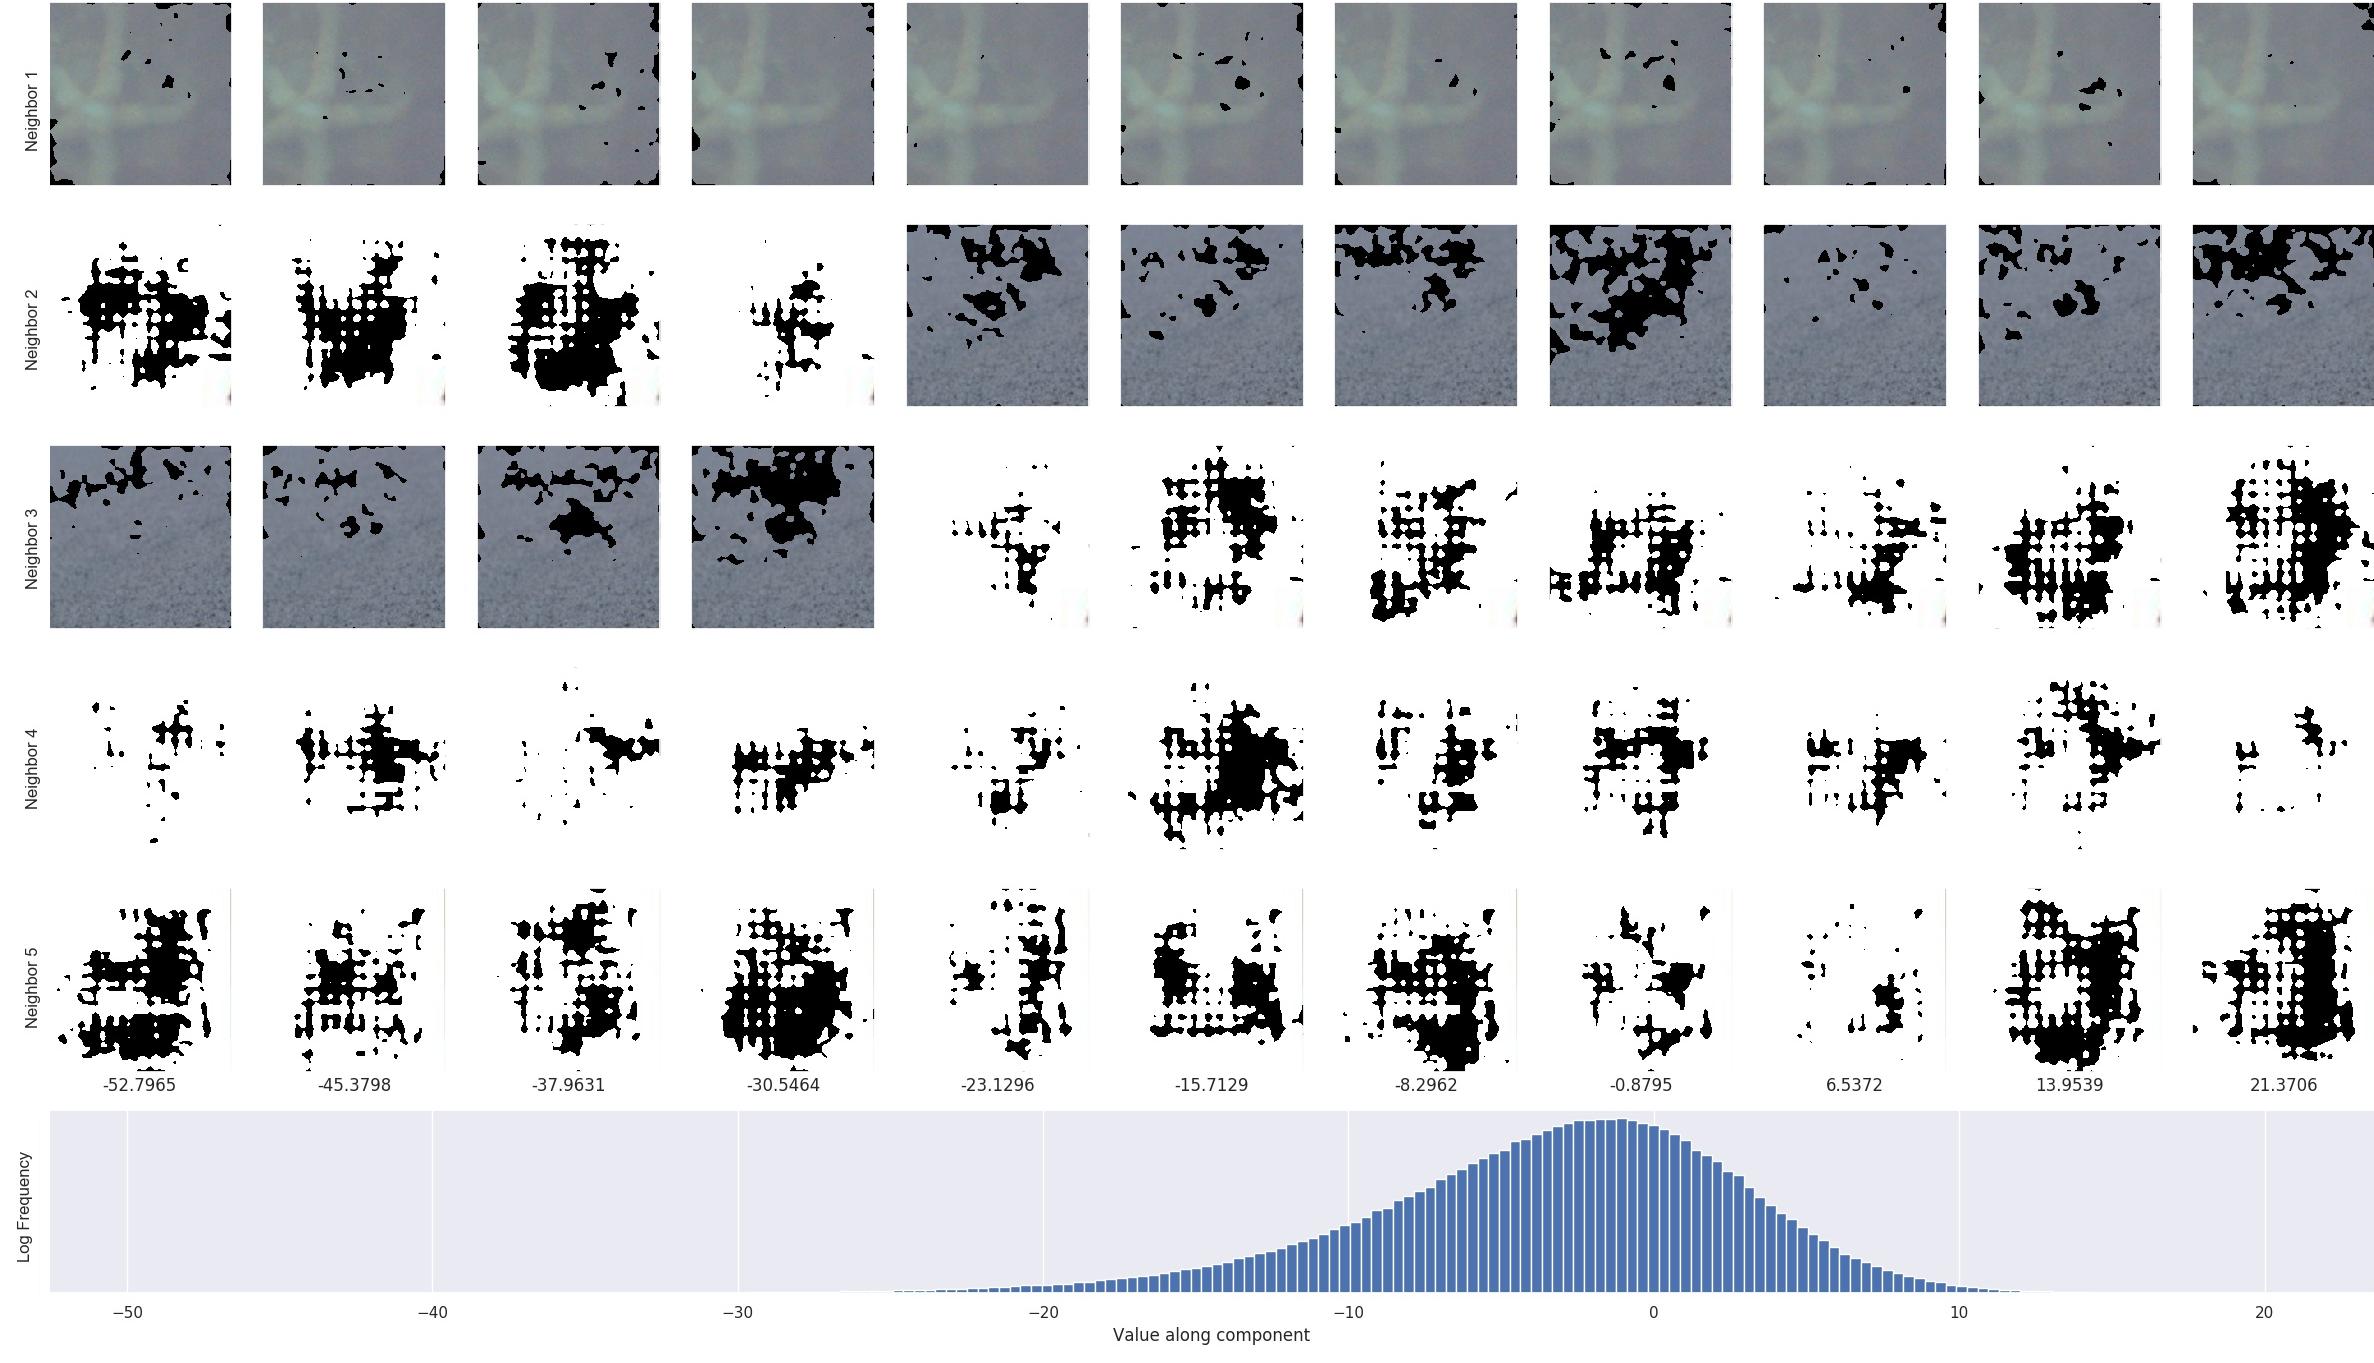 Neighbor 1
Neighbor 2
Neighbor 3
Neighbor 4
Neighbor 5
-52.7965 -45.3798 -37.9631 -30.5464 -23.1296 -15.7129 -8.2962 -0.8795 6.5372 13.9539 21.3706
Log Frequency
−50 −40 −30 −20 −10 0 10 20
Value along component